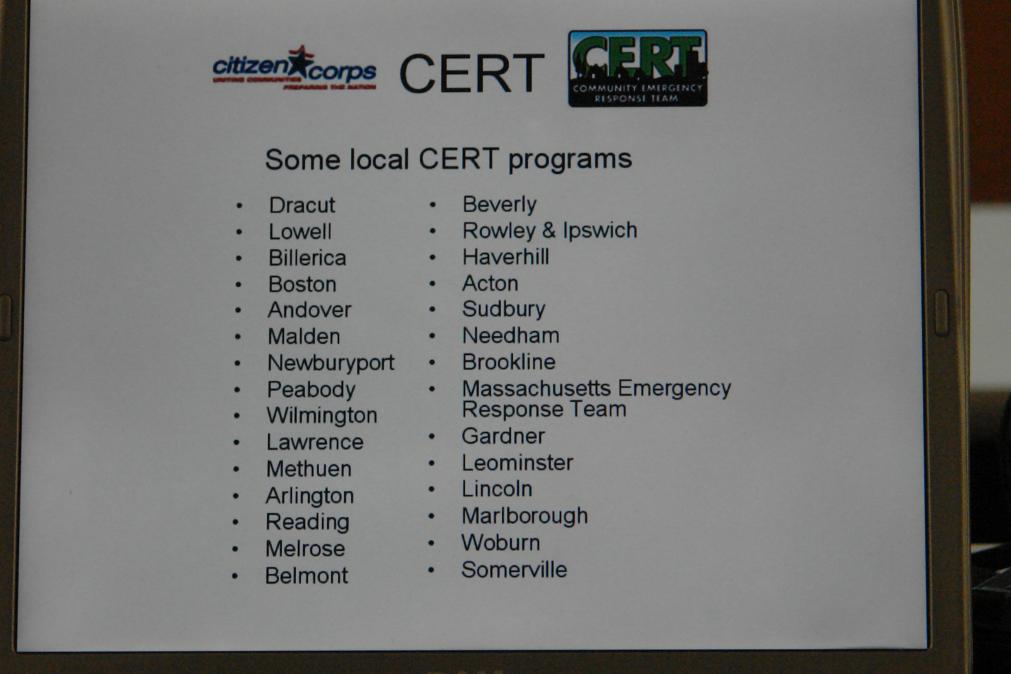 citizen corps
UNITING COMMUNITIES
PREPARING THE NATION
CERT
CERT
COMMUNITY EMERGENCY
RESPONSE TEAM
Some local CERT programs
• Dracut
• Lowell
• Billerica
• Boston
• Andover
• Malden
• Newburyport
• Peabody
• Wilmington
• Lawrence
• Methuen
• Arlington
• Reading
• Melrose
• Belmont
• Beverly
• Rowley & Ipswich
• Haverhill
• Acton
• Sudbury
• Needham
• Brookline
• Massachusetts Emergency
Response Team
• Gardner
• Leominster
• Lincoln
• Marlborough
• Woburn
• Somerville